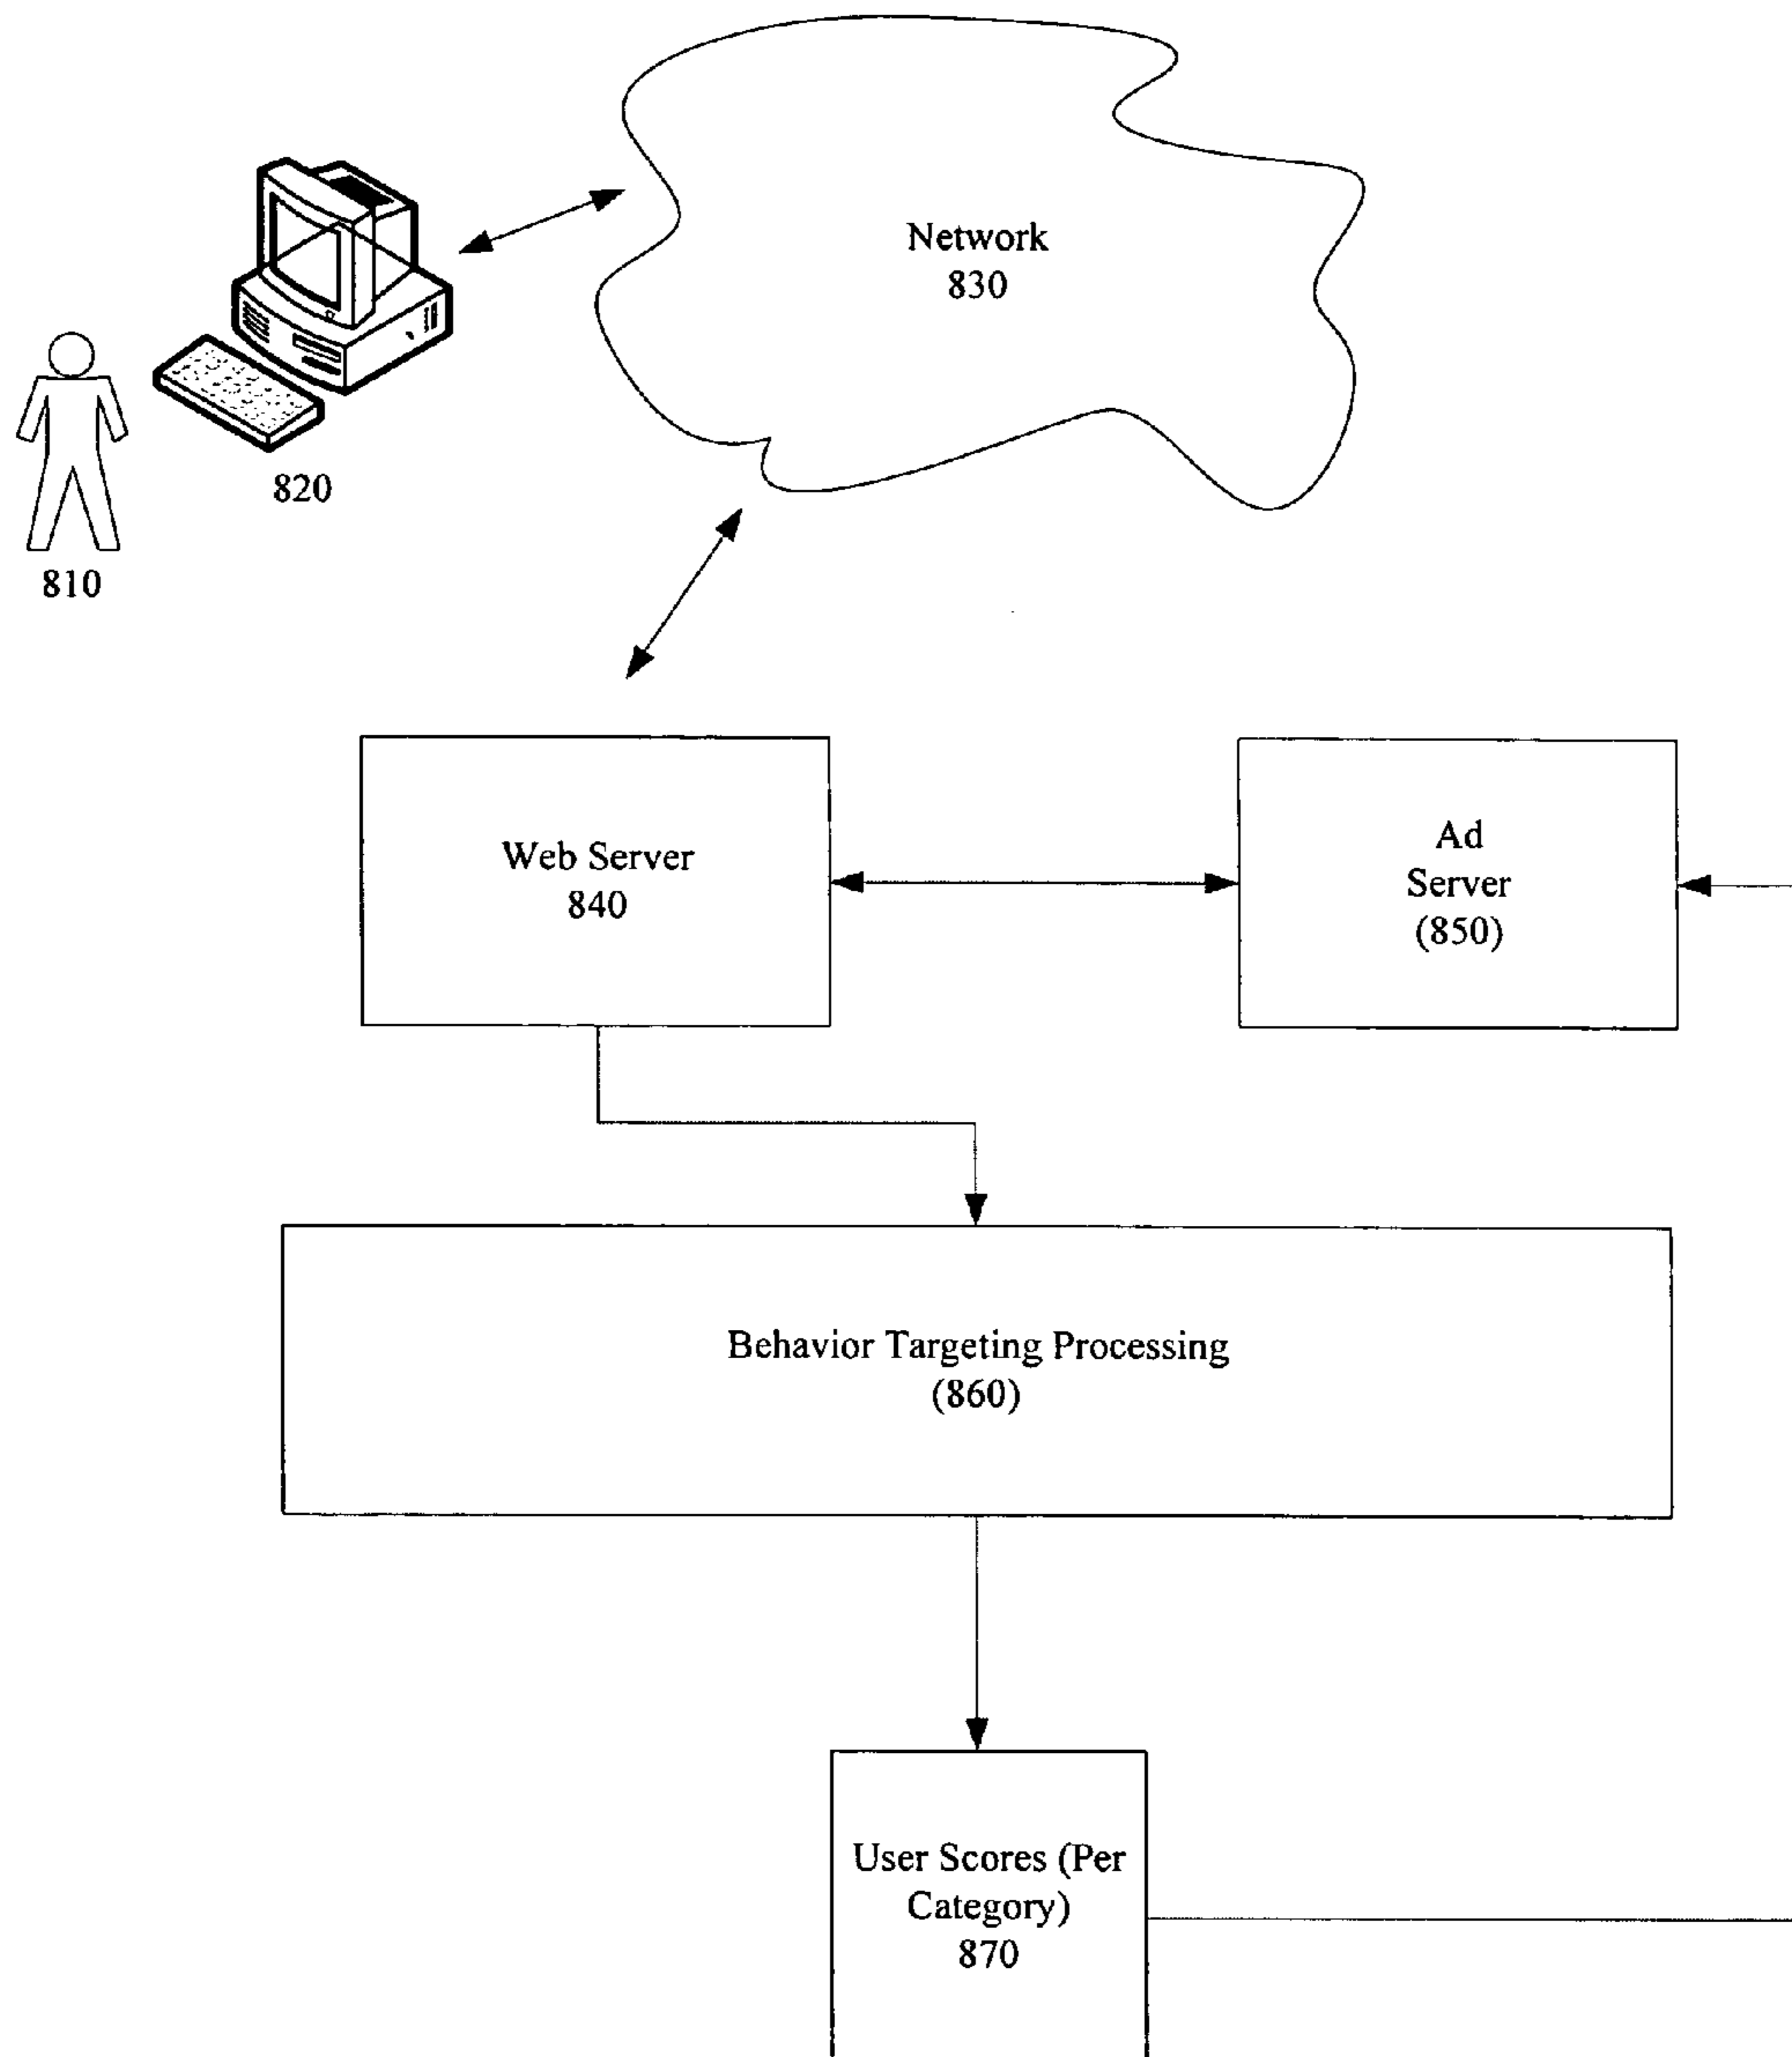 Network
830
820
810
Web Server
840
Ad
Server
(850)
Behavior Targeting Processing
(860)
User Scores (Per
Category)
870